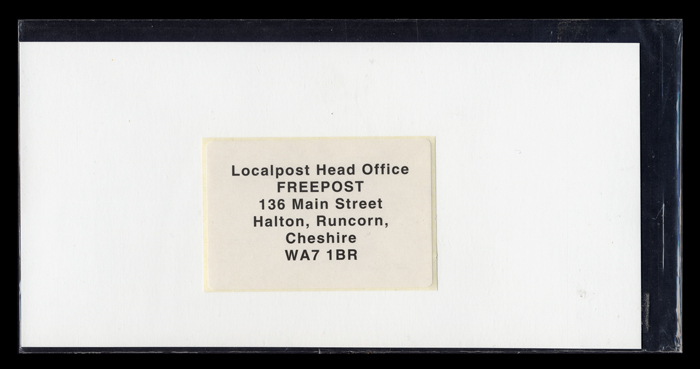 Localpost Head Office
FREEPOST
136 Main Street
Halton, Runcorn,
Cheshire
WA7 1BR